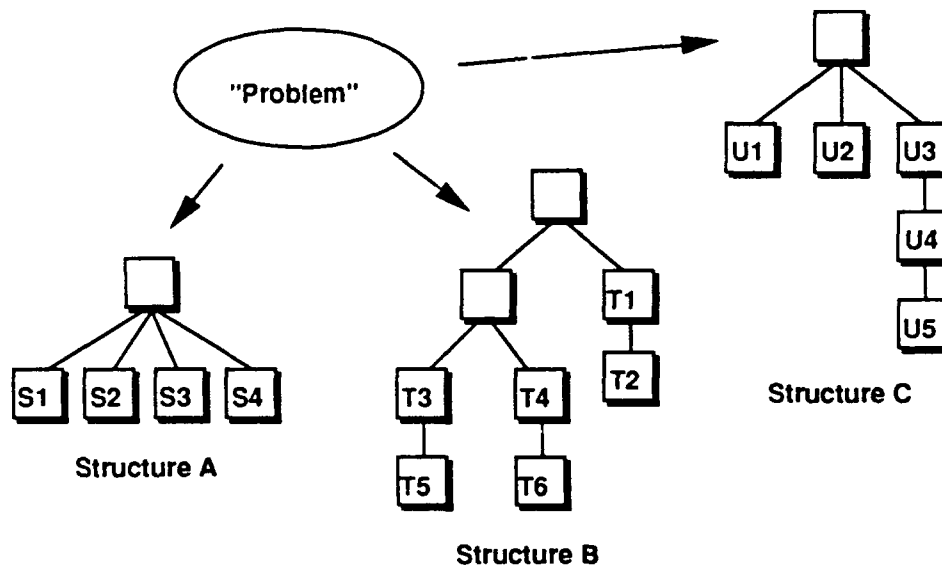 "Problem"
U1 U2 U3
U4
U5
Structure C
T1
T2
T3 T4
T5 T6
Structure B
S1 S2 S3 S4
Structure A